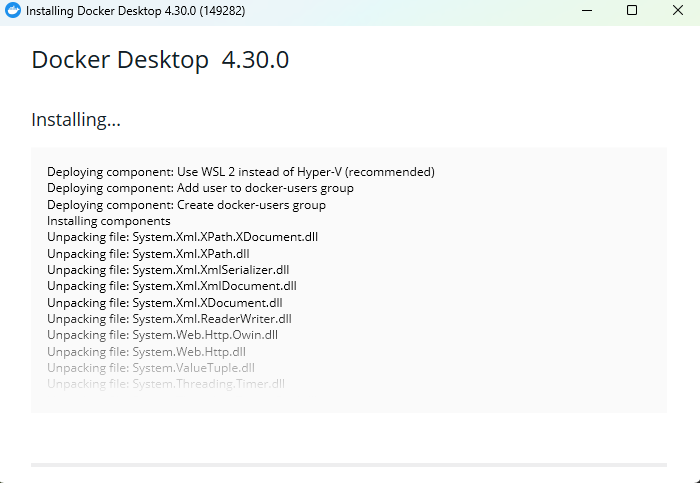 Installing Docker Desktop 4.30.0 (149282)
Docker Desktop 4.30.0
Installing...
Deploying component: Use WSL 2 instead of Hyper-V (recommended)
Deploying component: Add user to docker-users group
Deploying component: Create docker-users group
Installing components
Unpacking file: System.Xml.XPath.XDocument.dll
Unpacking file: System.Xml.XPath.dll
Unpacking file: System.Xml.XmlSerializer.dll
Unpacking file: System.Xml.XmlDocument.dll
Unpacking file: System.Xml.XDocument.dll
Unpacking file: System.Xml.ReaderWriter.dll
Unpacking file: System.Web.Http.Owin.dll
Unpacking file: System.Web.Http.dll
Unpacking file: System.ValueTuple.dll
Unpacking file: System.Threading.Timer.dll